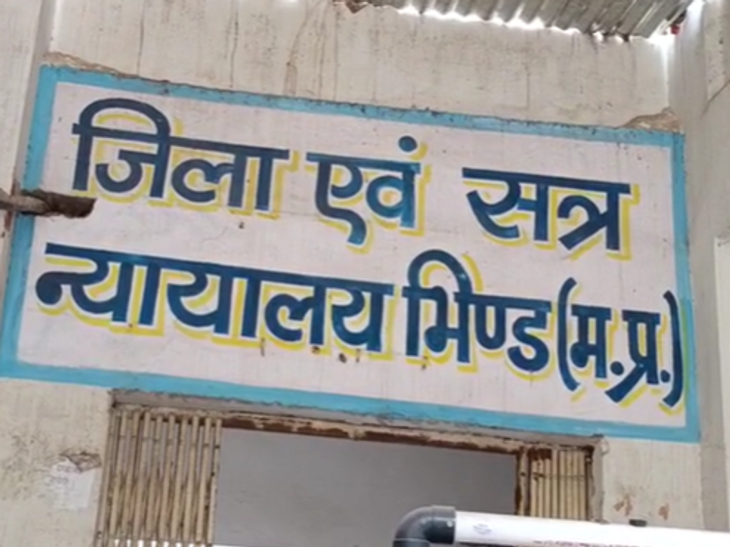 जिला एवं सत्र
न्यायालय भिण्ड (म.प्र.)